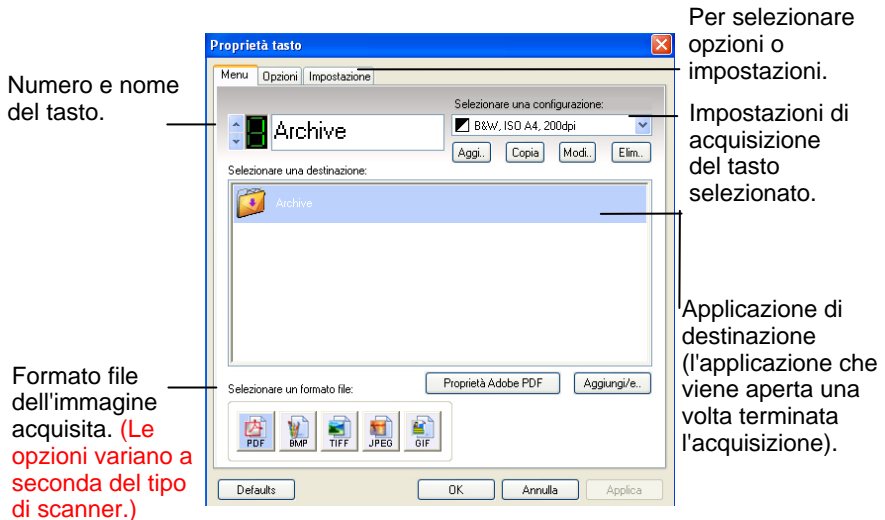 Per selezionare
opzioni o
impostazioni.
Numero e nome
del tasto.
Proprietà tasto
Menu Opzioni Impostazione
Selezionare una configurazione:
Archive
B&W, ISO A4, 200dpi
Aggi.. Copia Modi.. Elim..
Impostazioni di
acquisizione
del tasto
selezionato.
Selezionare una destinazione:
Archive
Applicazione di
destinazione
(l'applicazione che
viene aperta una
volta terminata
l'acquisizione).
Formato file
dell'immagine
acquisita. (Le
opzioni variano a
seconda del tipo
di scanner.)
Selezionare un formato file:
Proprietà Adobe PDF Aggiungi/e..
PDF BMP TIFF JPEG GIF
Defaults OK Annulla Applica